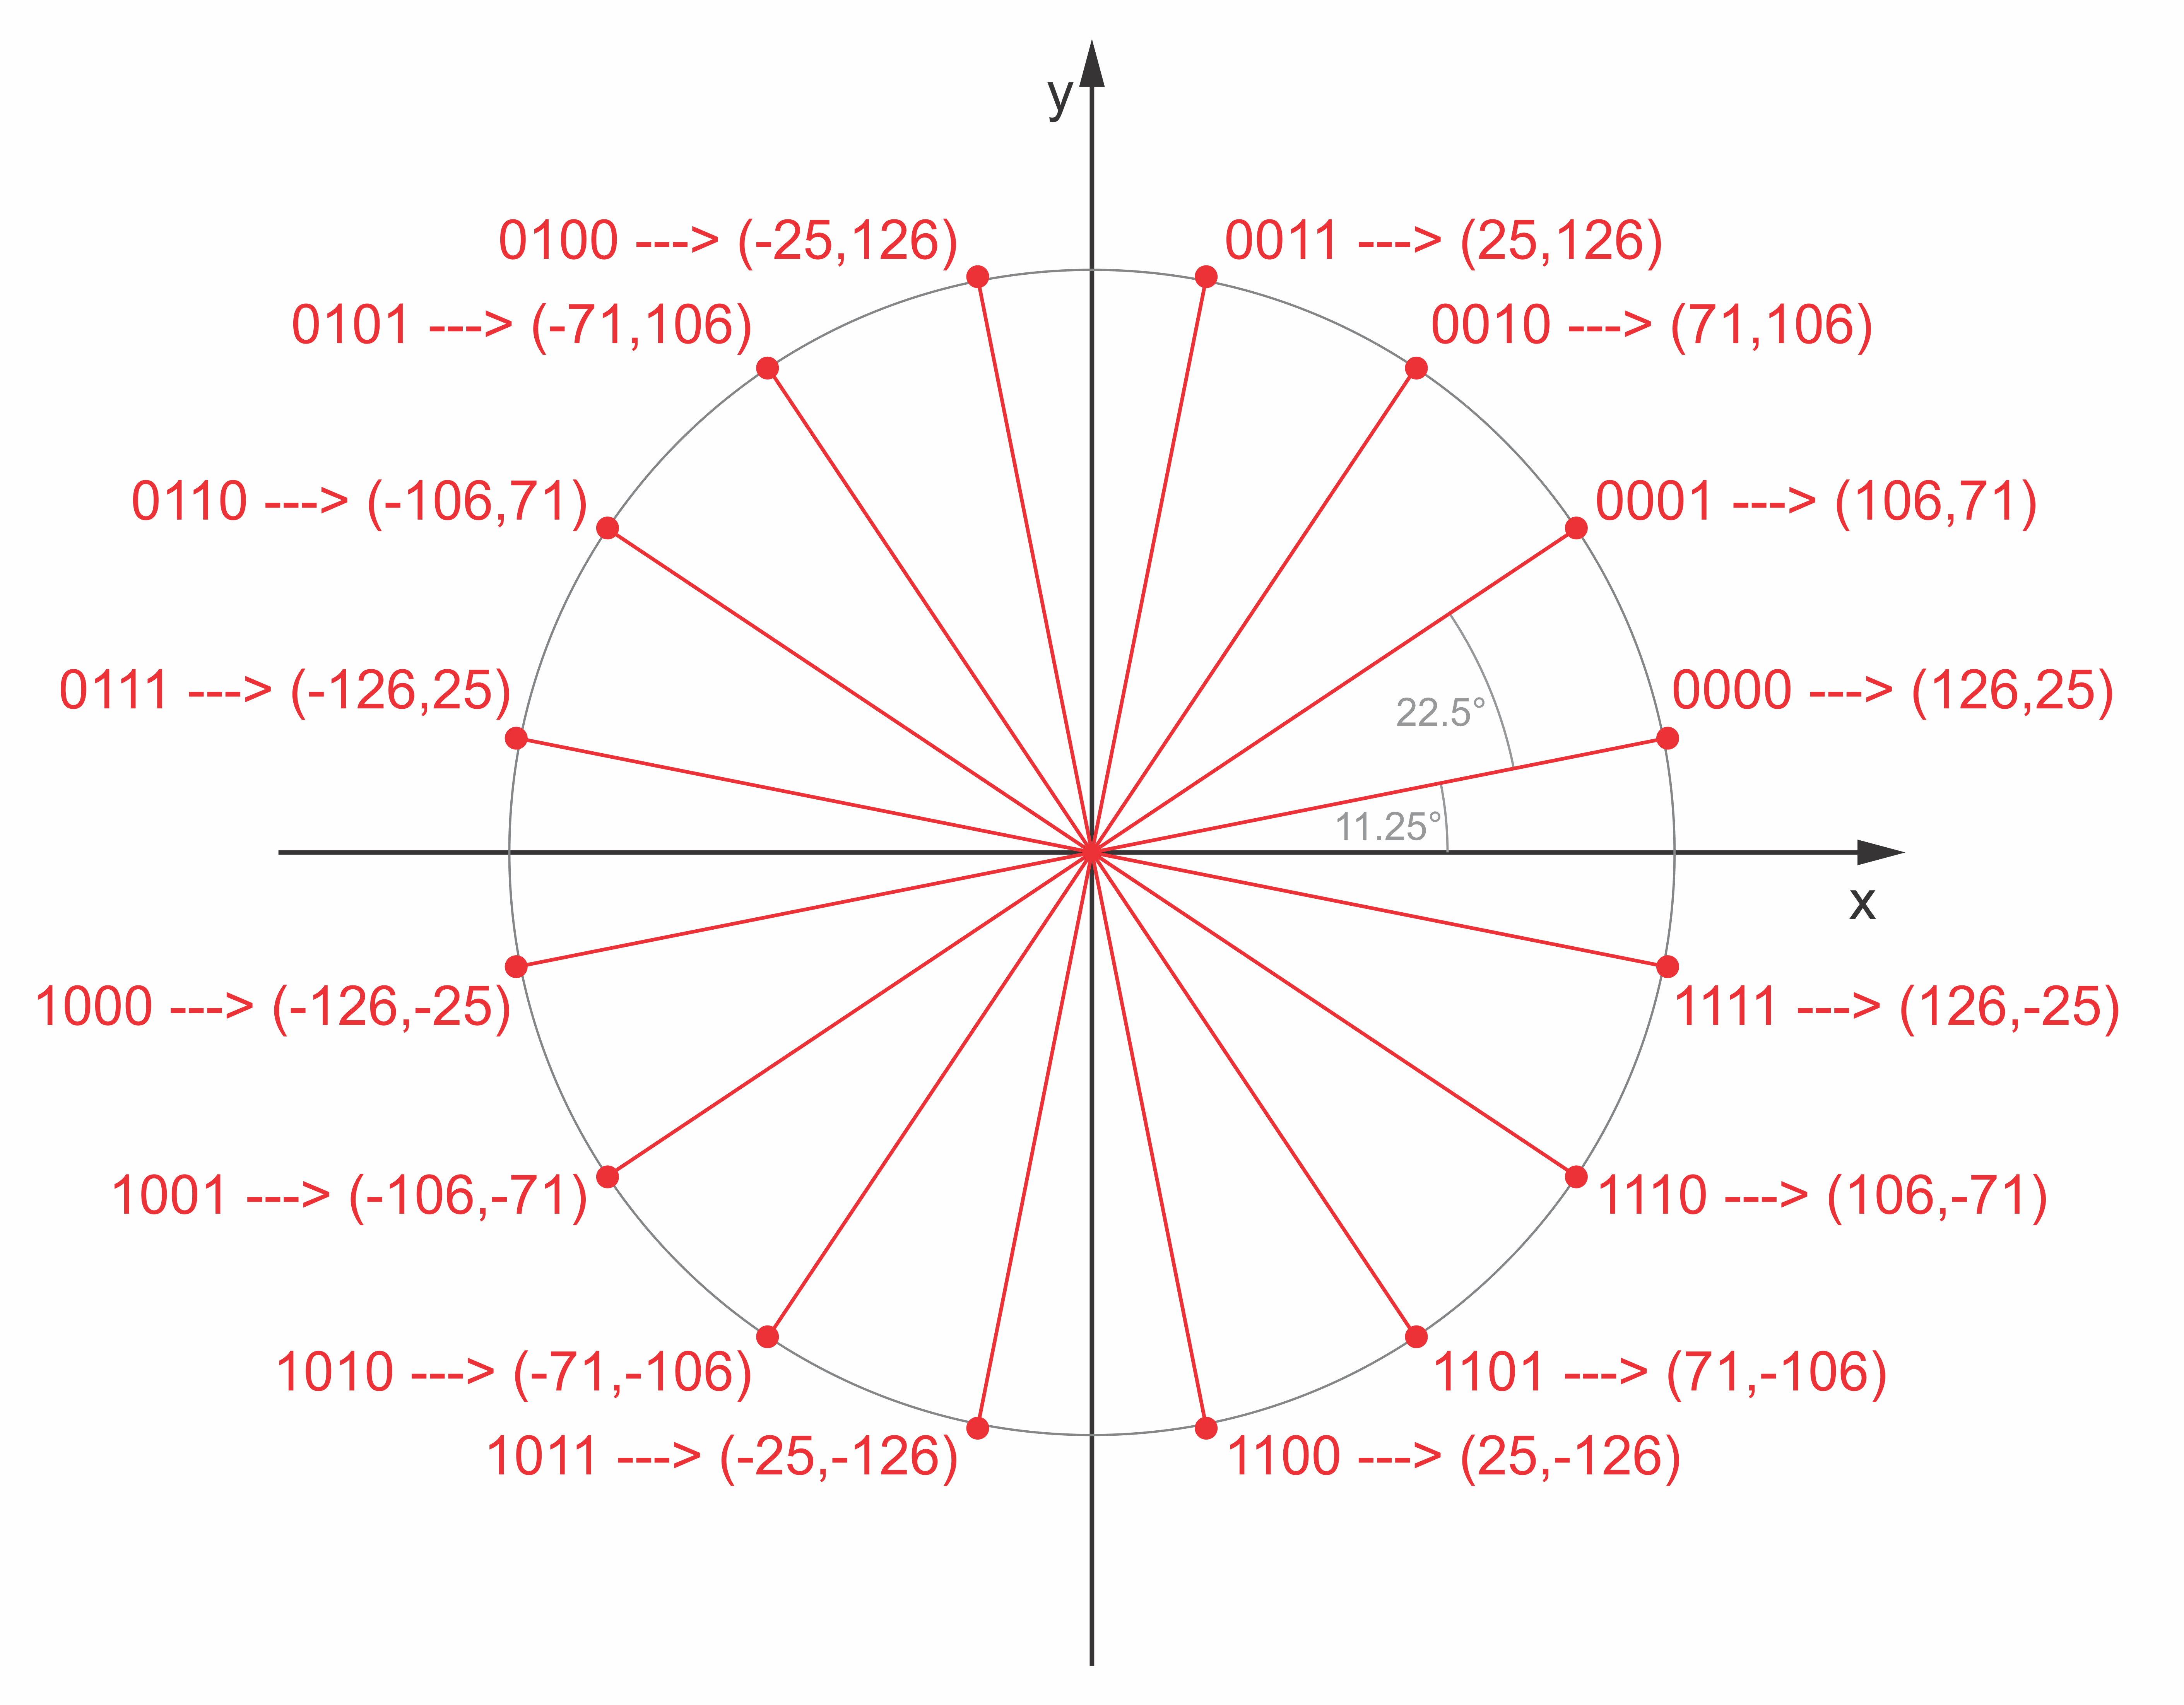 y
0100 ---> (-25,126)
0011 ---> (25,126)
0101 ---> (-71,106)
0010 ---> (71,106)
0110 ---> (-106,71)
0001 ---> (106,71)
0111 ---> (-126,25)
0000 ---> (126,25)
22.5°
11.25°
x
1000 ---> (-126,-25)
1111 ---> (126,-25)
1001 ---> (-106,-71)
1110 ---> (106,-71)
1010 ---> (-71,-106)
1101 ---> (71,-106)
1011 ---> (-25,-126)
1100 ---> (25,-126)